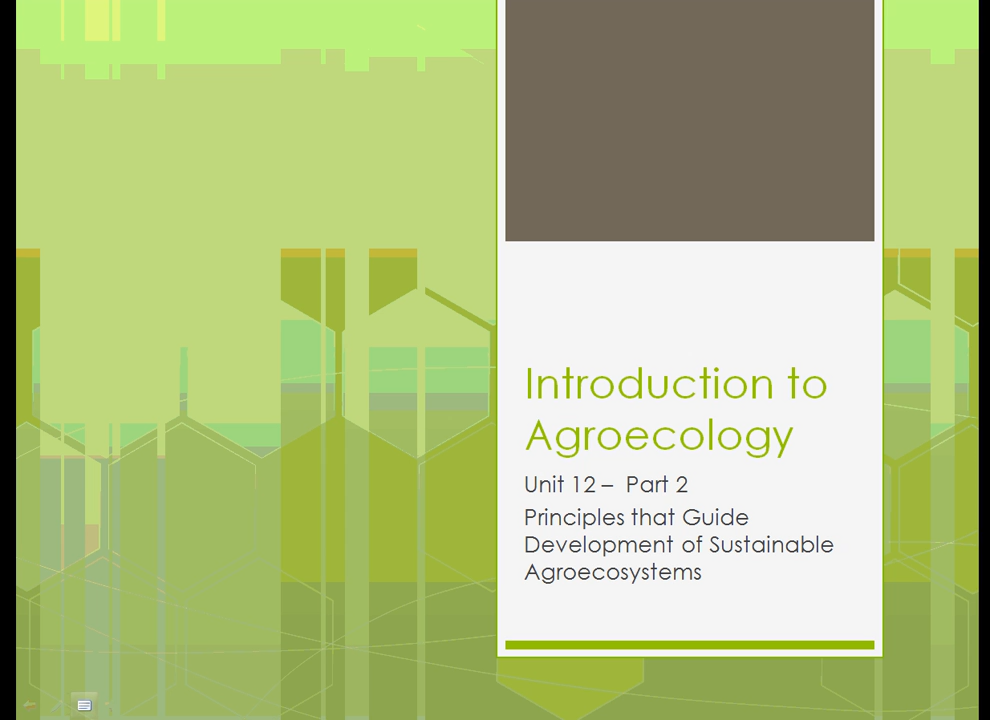 Introduction to
Agroecology
Unit 12 – Part 2
Principles that Guide
Development of Sustainable
Agroecosystems